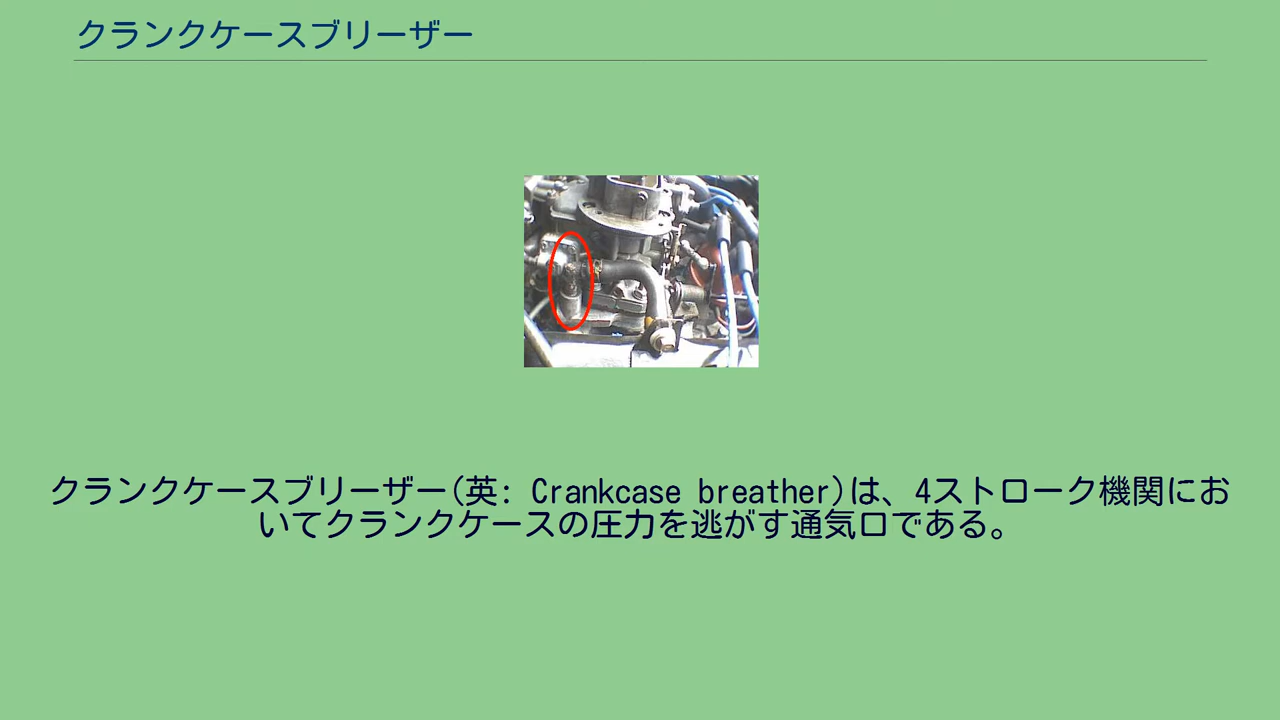 クランクケースブリーザー
クランクケースブリーザー(英: Crankcase breather)は、4ストローク機関にお
いてクランクケースの圧力を逃がす通気口である。